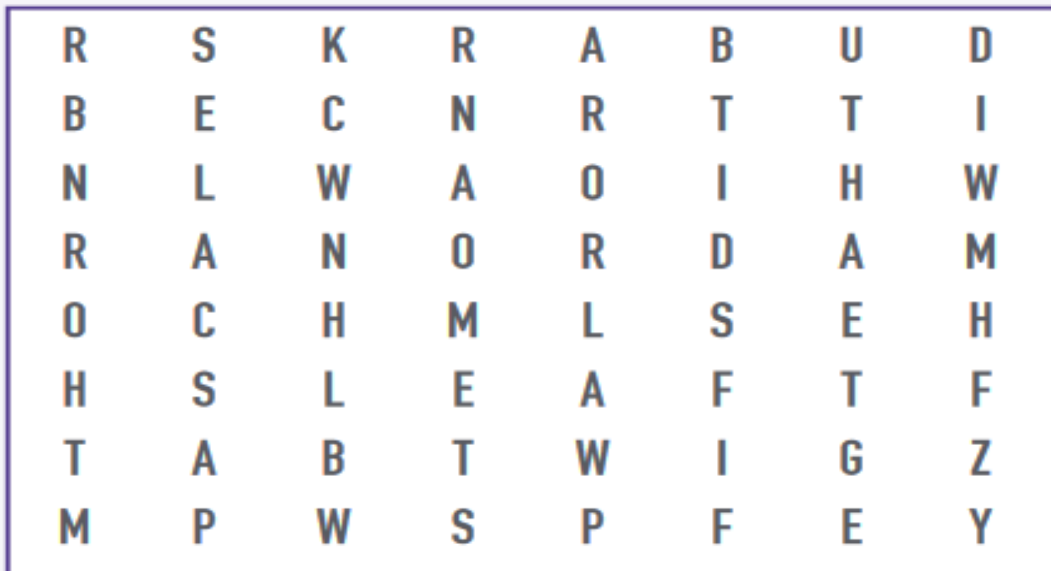 R S K R A B U D
B E C N R T T I
N L W A O I H W
R A N O R D A M
O C H M L S E H
H S L E A F T F
T A B T W I G Z
M P W S P F E Y